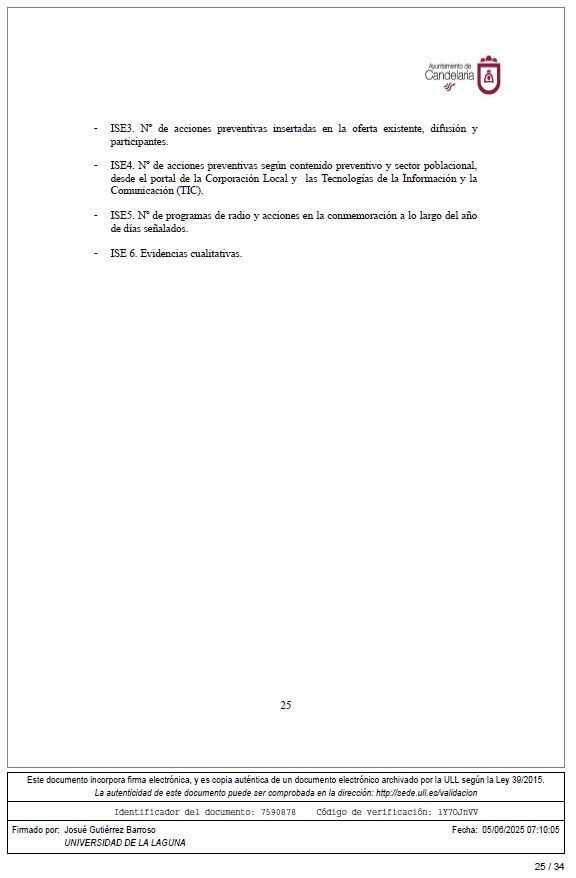 Ayuntamiento de
Candelaria
- ISE3. Nº de acciones preventivas insertadas en la oferta existente, difusión y
participantes.
- ISE4. Nº de acciones preventivas según contenido preventivo y sector poblacional,
desde el portal de la Corporación Local y las Tecnologías de la Información y la
Comunicación (TIC).
- ISE5. Nº de programas de radio y acciones en la conmemoración a lo largo del año
de días señalados.
- ISE 6. Evidencias cualitativas.
25
Este documento incorpora firma electrónica, y es copia auténtica de un documento electrónico archivado por la ULL según la Ley 39/2015.
La autenticidad de este documento puede ser comprobada en la dirección: http://sede.ull.es/validacion
Identificador del documento: 7590878 Código de verificación: 1Y7OJnVV
Firmado por: Josué Gutiérrez Barroso Fecha: 05/06/2025 07:10:05
UNIVERSIDAD DE LA LAGUNA
25 / 34